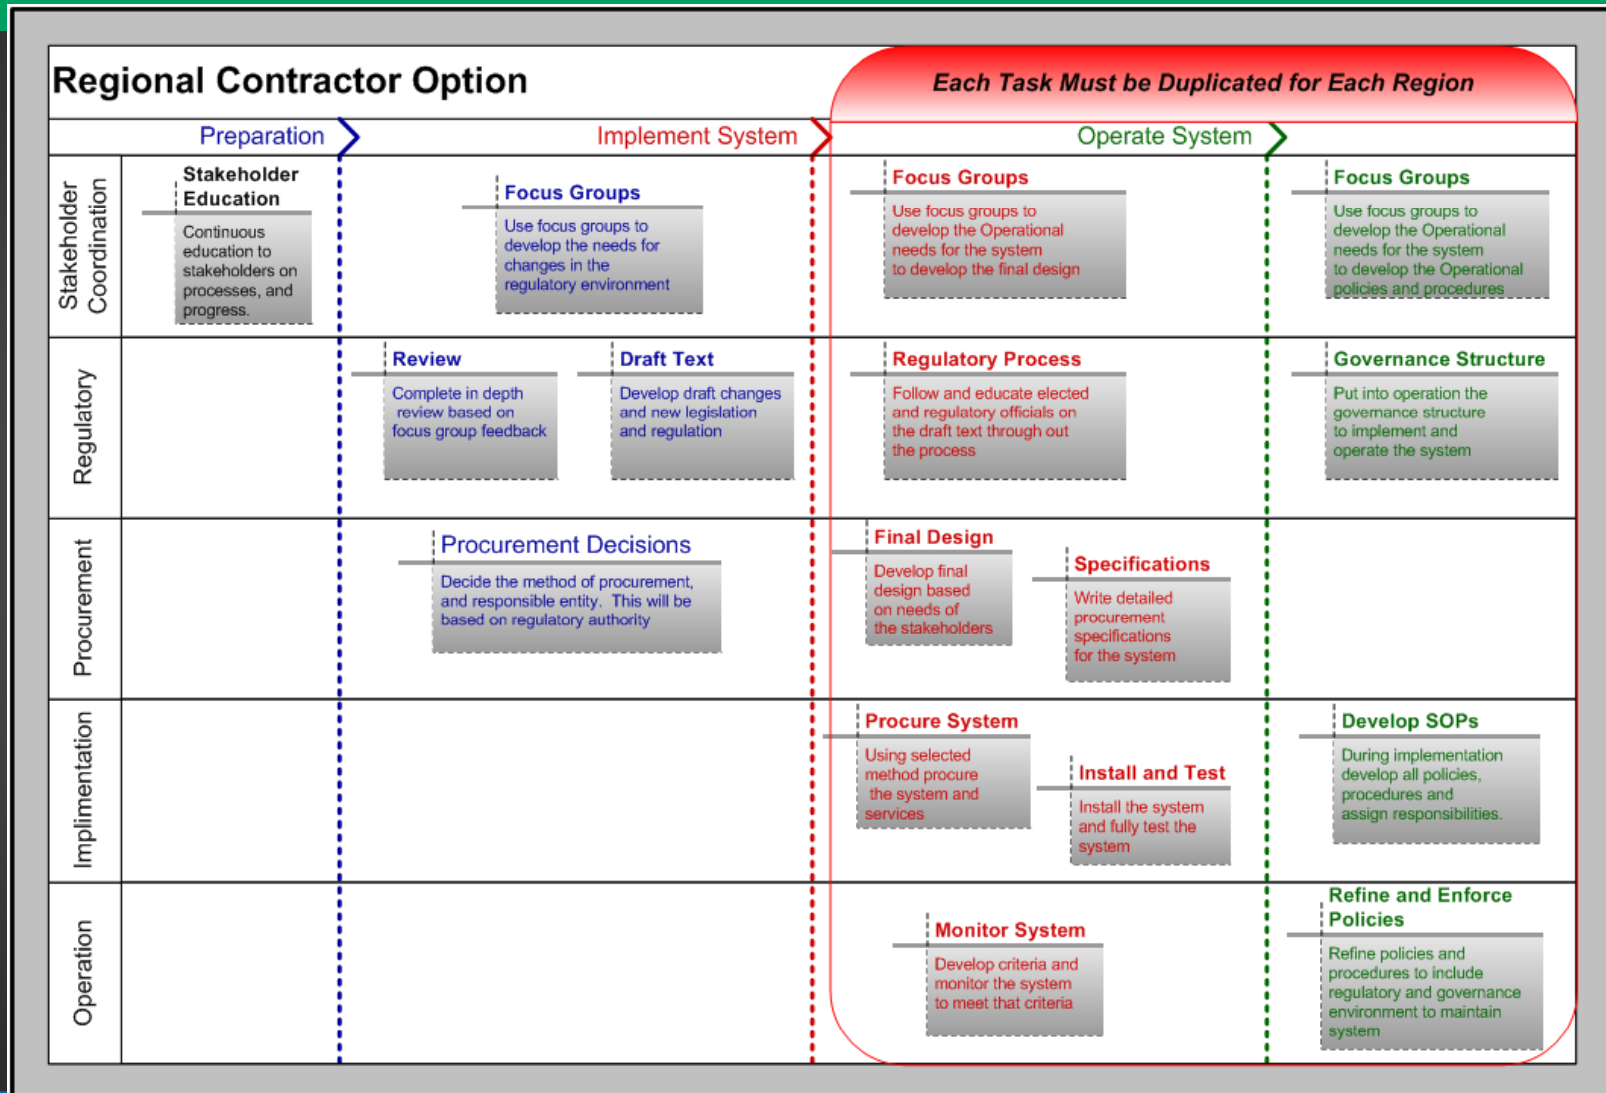 Regional Contractor Option
Each Task Must be Duplicated for Each Region
Preparation
Implement System
Operate System
Stakeholder
Coordination
Stakeholder
Education
Continuous
education to
stakeholders on
processes, and
progress.
Focus Groups
Use focus groups to
develop the needs for
changes in the
regulatory environment
Focus Groups
Use focus groups to
develop the Operational
needs for the system
to develop the final design
Focus Groups
Use focus groups to
develop the Operational
needs for the system
to develop the Operational
policies and procedures
Regulatory
Review
Complete in depth
review based on
focus group feedback
Draft Text
Develop draft changes
and new legislation
and regulation
Regulatory Process
Follow and educate elected
and regulatory officials on
the draft text through out
the process
Governance Structure
Put into operation the
governance structure
to implement and
operate the system
Procurement
Procurement Decisions
Decide the method of procurement,
and responsible entity. This will be
based on regulatory authority
Final Design
Develop final
design based
on needs of
the stakeholders
Specifications
Write detailed
procurement
specifications
for the system
Implimentation
Procure System
Using selected
method procure
the system and
services
Install and Test
Install the system
and fully test the
system
Develop SOPs
During implementation
develop all policies,
procedures and
assign responsibilities.
Operation
Monitor System
Develop criteria and
monitor the system
to meet that criteria
Refine and Enforce
Policies
Refine policies and
procedures to include
regulatory and governance
environment to maintain
system